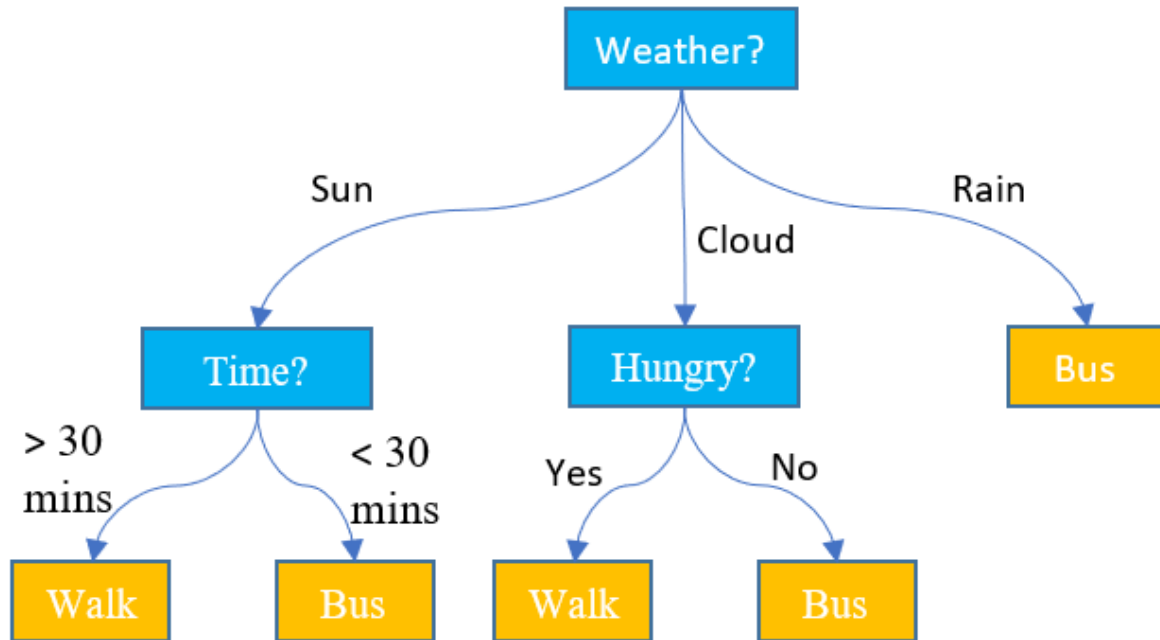 Weather?
Sun
Rain
Cloud
Time?
Hungry?
Bus
> 30
mins
< 30
mins
Yes
No
Walk
Bus
Walk
Bus